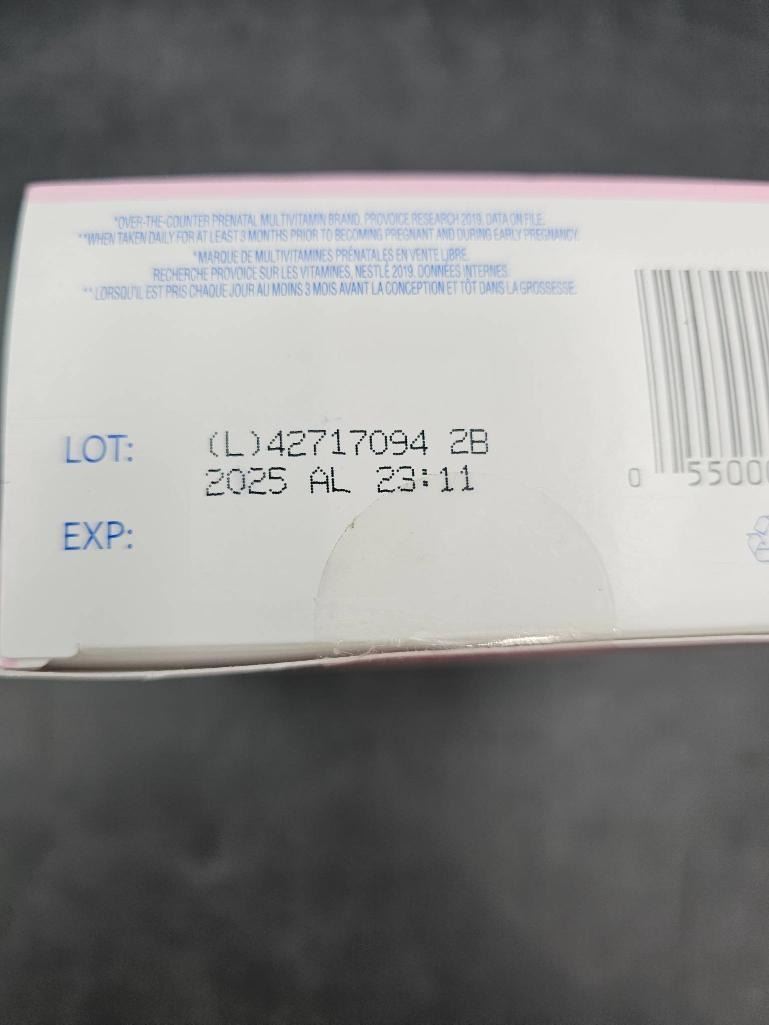 *OVER-THE-COUNTER PRENATAL MULTIVITAMIN BRAND. PROVOICE RESEARCH 2019. DATA ON FILE.
**WHEN TAKEN DAILY FOR AT LEAST 3 MONTHS PRIOR TO BECOMING PREGNANT AND DURING EARLY PREGNANCY.
*MARQUE DE MULTIVITAMINES PRÉNATALES EN VENTE LIBRE.
RECHERCHE PROVOICE SUR LES VITAMINES, NESTLÉ 2019. DONNÉES INTERNES.
** LORSQU'IL EST PRIS CHAQUE JOUR AU MOINS 3 MOIS AVANT LA CONCEPTION ET TÔT DANS LA GROSSESSE.
LOT: (L)42717094 2B
2025 AL 23:11
EXP:
0 5500